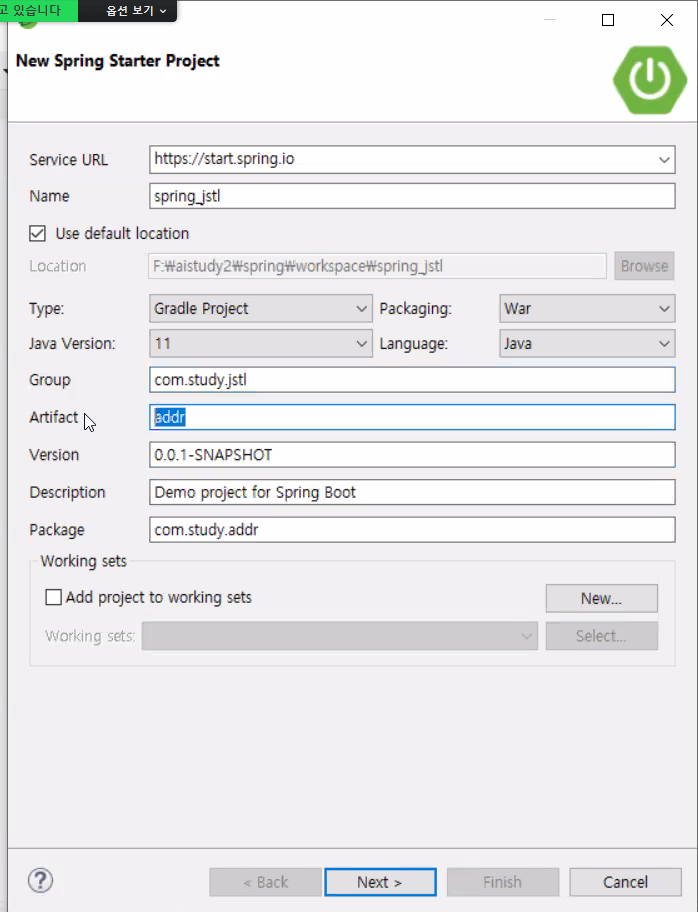 고 있습니다 옵션 보기
New Spring Starter Project
Service URL https://start.spring.io
Name spring_jstl
Use default location
Location F:₩aistudy2₩spring₩workspace₩spring_jstl Browse
Type: Gradle Project Packaging: War
Java Version: 11 Language: Java
Group com.study.jstl
Artifact addr
Version 0.0.1-SNAPSHOT
Description Demo project for Spring Boot
Package com.study.addr
Working sets
Add project to working sets New...
Working sets: Select...
? < Back Next > Finish Cancel